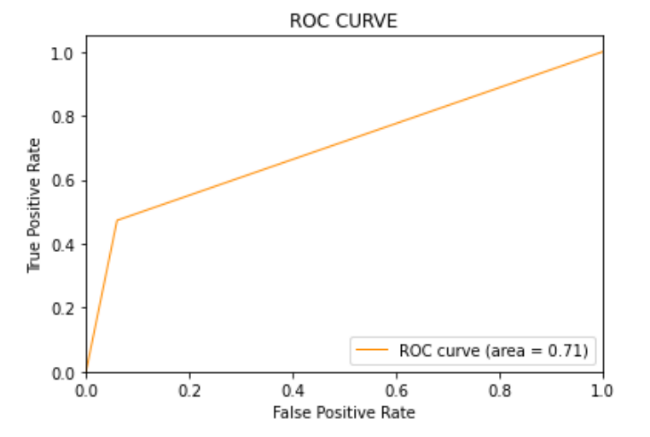 ROC CURVE
True Positive Rate
1.0
0.8
0.6
0.4
0.2
0.0
ROC curve (area = 0.71)
0.0 0.2 0.4 0.6 0.8 1.0
False Positive Rate